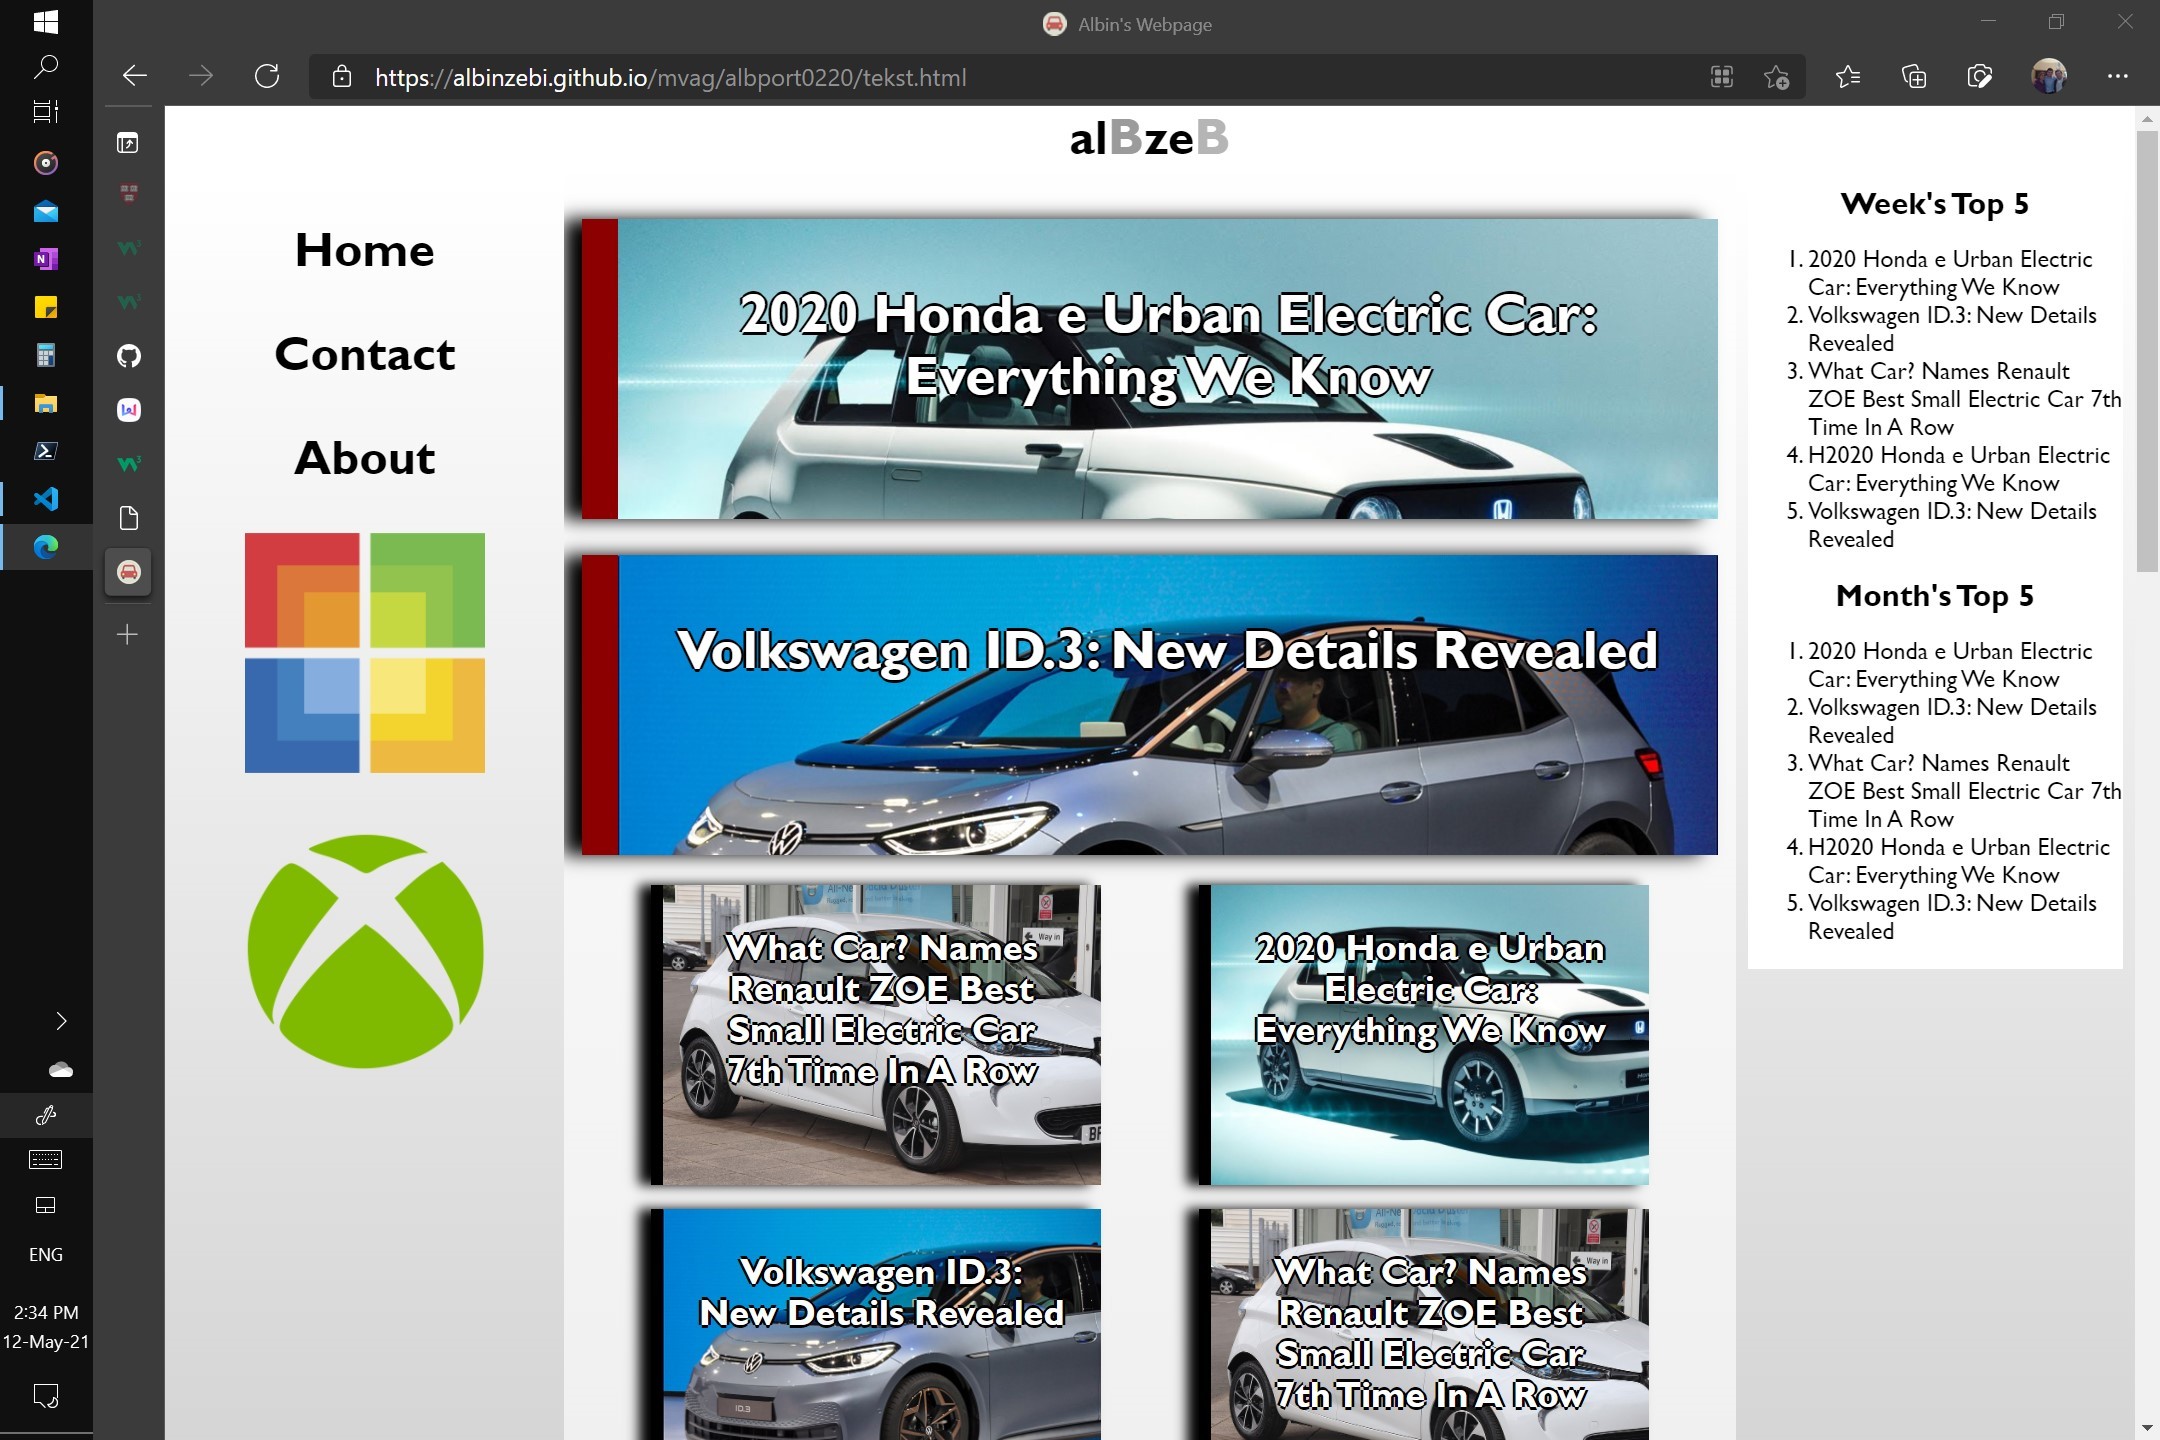 Albin's Webpage
https://albinzebi.github.io/mvag/albport0220/tekst.html
alBzeB
Home
Contact
About
2020 Honda e Urban Electric Car:
Everything We Know
Volkswagen ID.3: New Details Revealed
What Car? Names
Renault ZOE Best
Small Electric Car
7th Time In A Row
Way in
2020 Honda e Urban
Electric Car:
Everything We Know
Volkswagen ID.3:
New Details Revealed
ID.3
What Car? Names
Renault ZOE Best
Small Electric Car
7th Time In A Row
Way in
Week's Top 5
1. 2020 Honda e Urban Electric
Car: Everything We Know
2. Volkswagen ID.3: New Details
Revealed
3. What Car? Names Renault
ZOE Best Small Electric Car 7th
Time In A Row
4. H2020 Honda e Urban Electric
Car: Everything We Know
5. Volkswagen ID.3: New Details
Revealed
Month's Top 5
1. 2020 Honda e Urban Electric
Car: Everything We Know
2. Volkswagen ID.3: New Details
Revealed
3. What Car? Names Renault
ZOE Best Small Electric Car 7th
Time In A Row
4. H2020 Honda e Urban Electric
Car: Everything We Know
5. Volkswagen ID.3: New Details
Revealed
ENG
2:34 PM
12-May-21